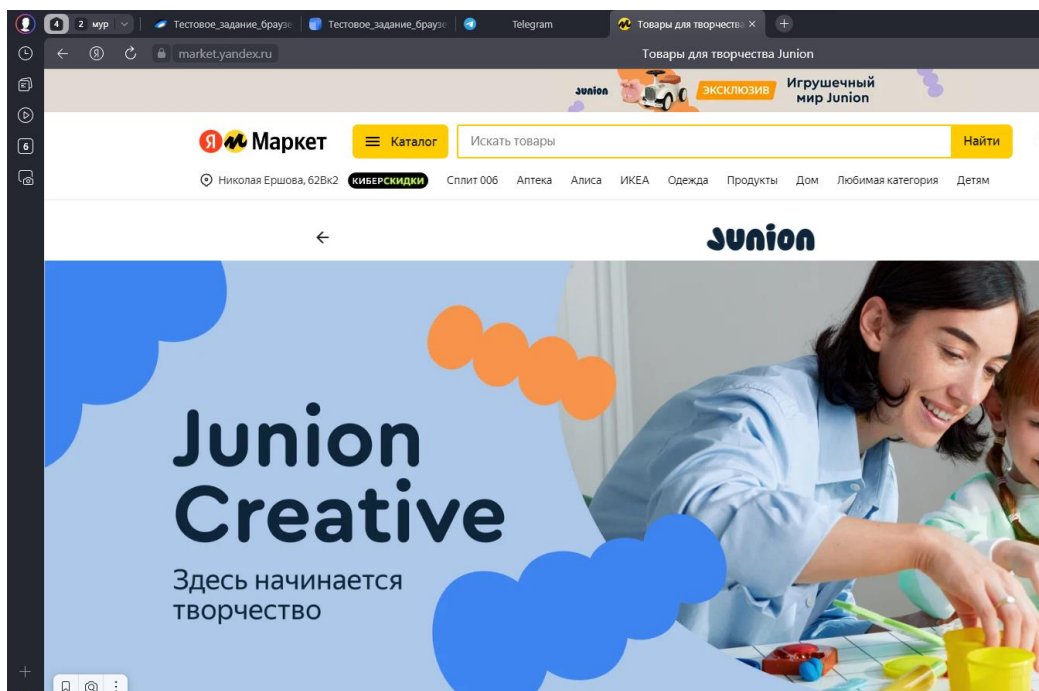 4 2 мур Тестовое_задание_браузе Тестовое_задание_браузе Telegram Товары для творчества
market.yandex.ru Товары для творчества Junion
Junion ЭКСКЛЮЗИВ Игрушечный
мир Junion
6
Я Маркет Каталог Искать товары Найти
Николая Ершова, 62Вк2 КИБЕРСКИДКИ Сплит 006 Аптека Алиса ИКЕА Одежда Продукты Дом Любимая категория Детям
Junion
Junion
Creative
Здесь начинается
творчество